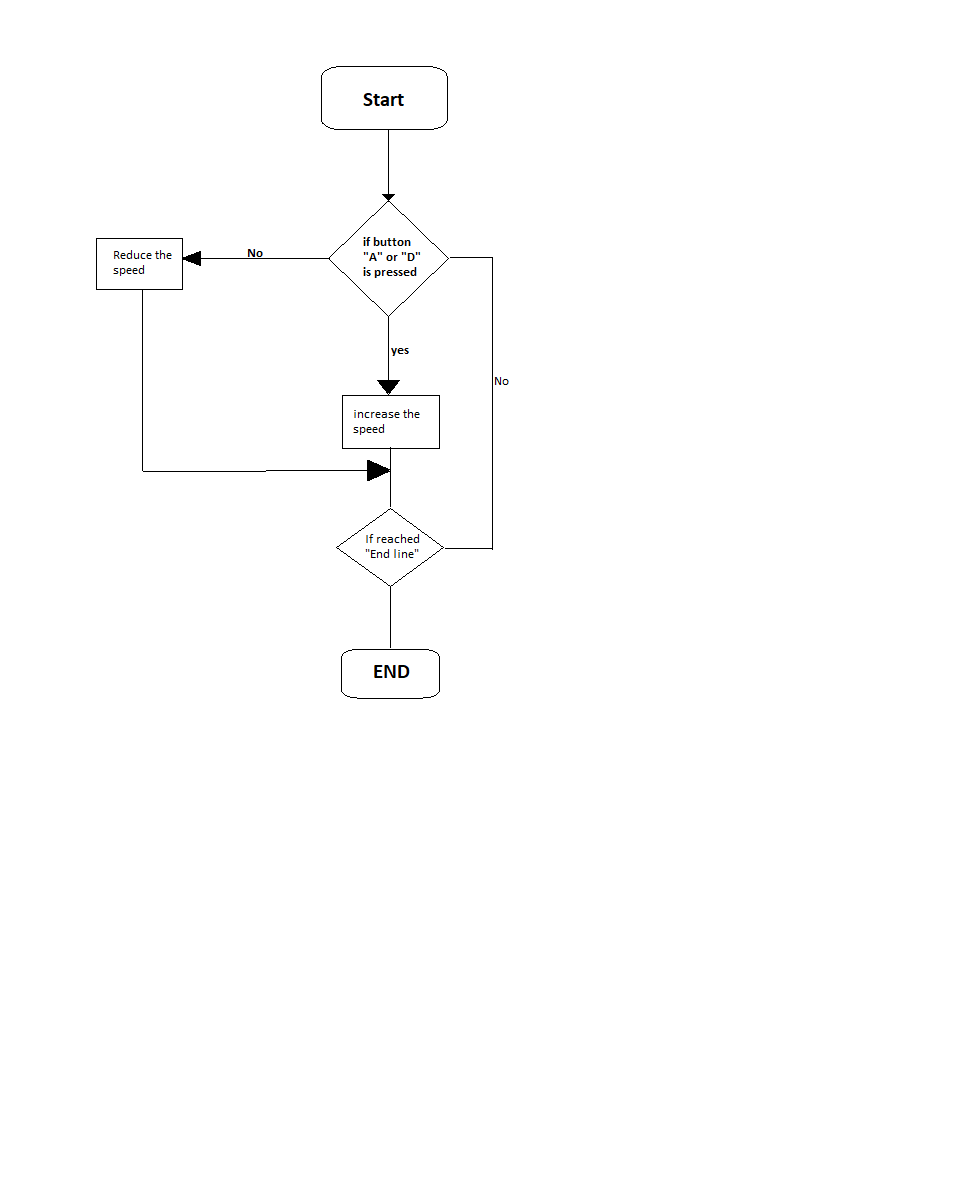 Start
if button
"A" or "D"
is pressed
No
Reduce the
speed
yes
No
increase the
speed
If reached
"End line"
END